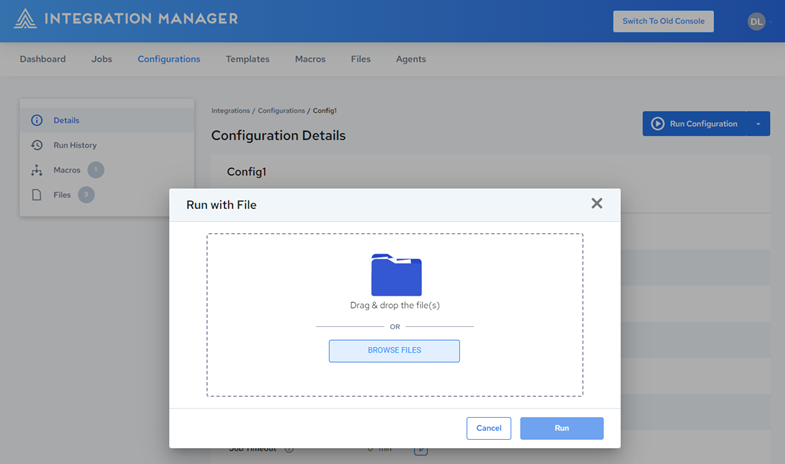 INTEGRATION MANAGER
Switch To Old Console
DL
Dashboard Jobs Configurations Templates Macros Files Agents
Integrations / Configurations / Config1
Details
Run History
Macros 1
Files 3
Configuration Details
Run Configuration
Config1
Run with File
Drag & drop the file(s)
OR
BROWSE FILES
Cancel
Run
Job Timeout 0 min